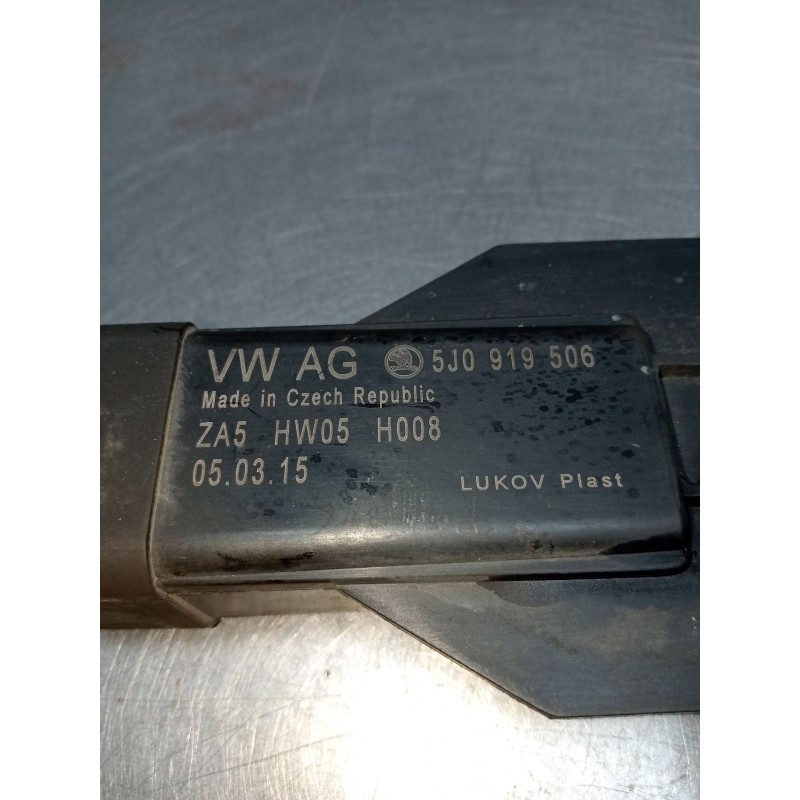 VW AG 5J0 919 506
Made in Czech Republic
ZA5 HW05 H008
05.03.15 LUKOV Plast